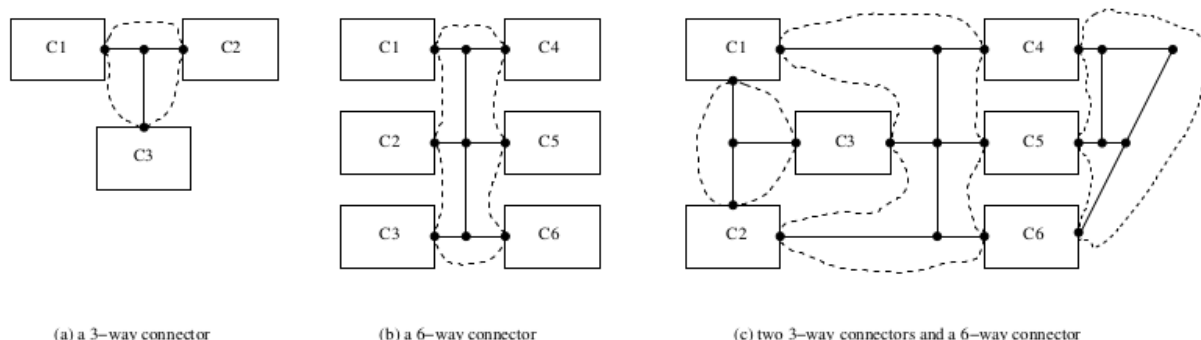 C1 C2
C3
(a) a 3-way connector
C1 C4
C2 C5
C3 C6
(b) a 6-way connector
C1 C4
C3 C5
C2 C6
(c) two 3-way connectors and a 6-way connector